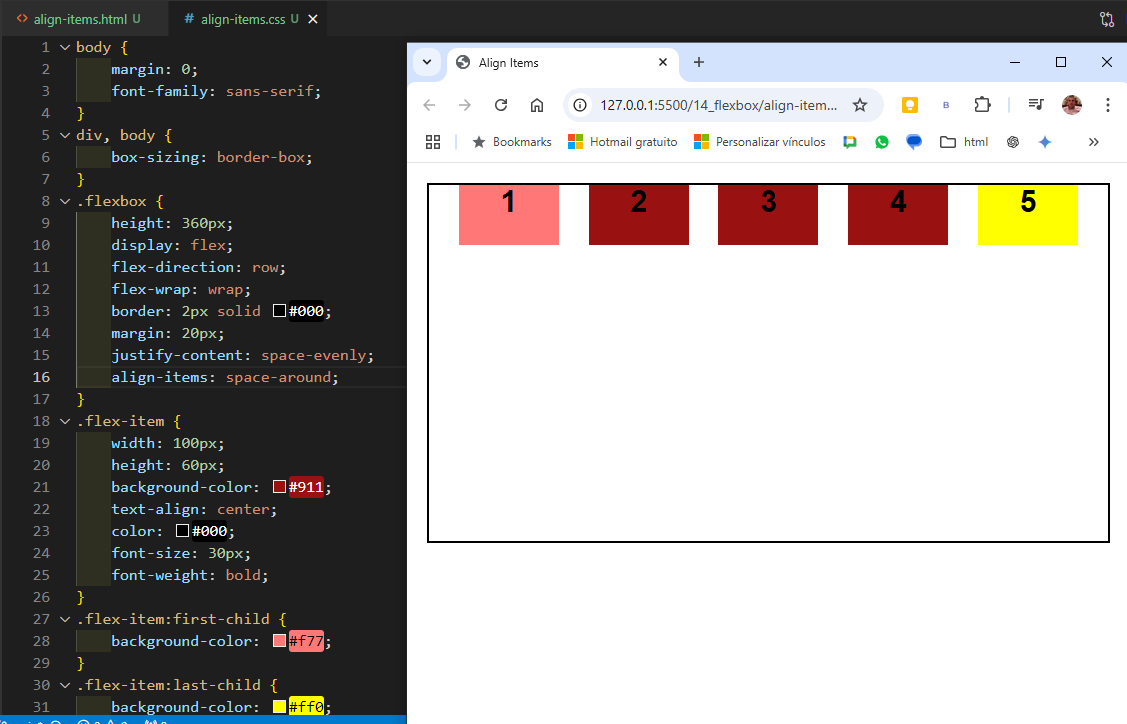 align-items.html U
align-items.css U
1 body {
2 margin: 0;
3 font-family: sans-serif;
4 }
5 div, body {
6 box-sizing: border-box;
7 }
8 .flexbox {
9 height: 360px;
10 display: flex;
11 flex-direction: row;
12 flex-wrap: wrap;
13 border: 2px solid #000;
14 margin: 20px;
15 justify-content: space-evenly;
16 align-items: space-around;
17 }
18 .flex-item {
19 width: 100px;
20 height: 60px;
21 background-color: #911;
22 text-align: center;
23 color: #000;
24 font-size: 30px;
25 font-weight: bold;
26 }
27 .flex-item:first-child {
28 background-color: #f77;
29 }
30 .flex-item:last-child {
31 background-color: #ff0;
Align Items
127.0.0.1:5500/14_flexbox/align-item...
B
Bookmarks Hotmail gratuito Personalizar vínculos html
1 2 3 4 5